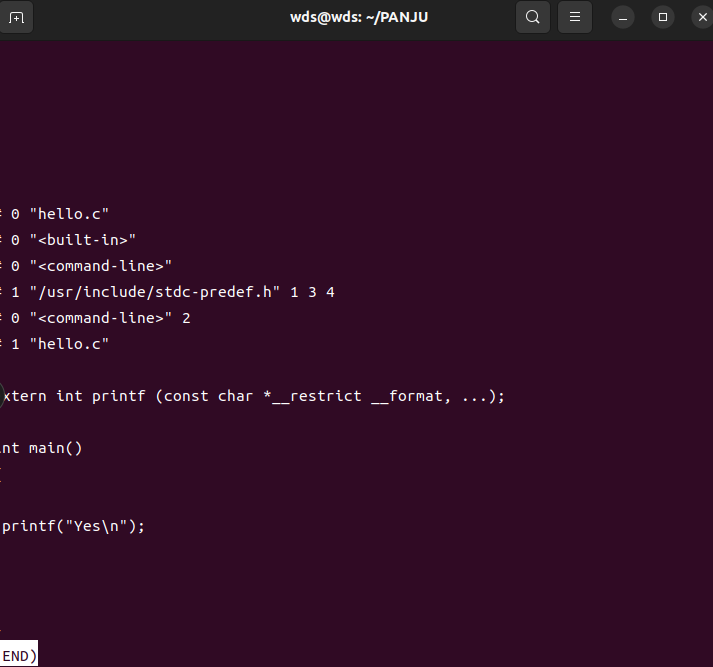 wds@wds: ~/PANJU
# 0 "hello.c"
# 0 "<built-in>"
# 0 "<command-line>"
# 1 "/usr/include/stdc-predef.h" 1 3 4
# 0 "<command-line>" 2
# 1 "hello.c"
xtern int printf (const char *__restrict __format, ...);
int main()
{
printf("Yes\n");
END)